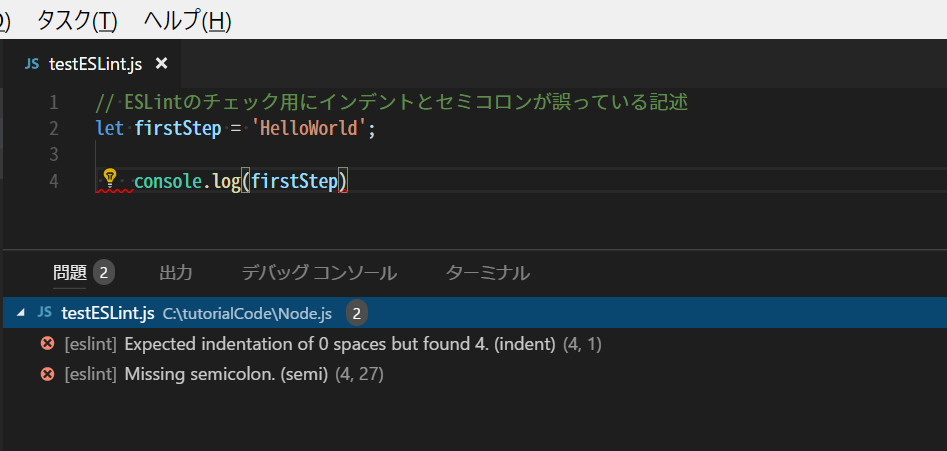 タスク(T) ヘルプ(H)
JS testESLint.js ×
1 // ESLintのチェック用にインデントとセミコロンが誤っている記述
2 let firstStep = 'HelloWorld';
3
4 console.log(firstStep)
問題 2 出力 デバッグ コンソール ターミナル
JS testESLint.js C:\tutorialCode\Node.js 2
[eslint] Expected indentation of 0 spaces but found 4. (indent) (4, 1)
[eslint] Missing semicolon. (semi) (4, 27)